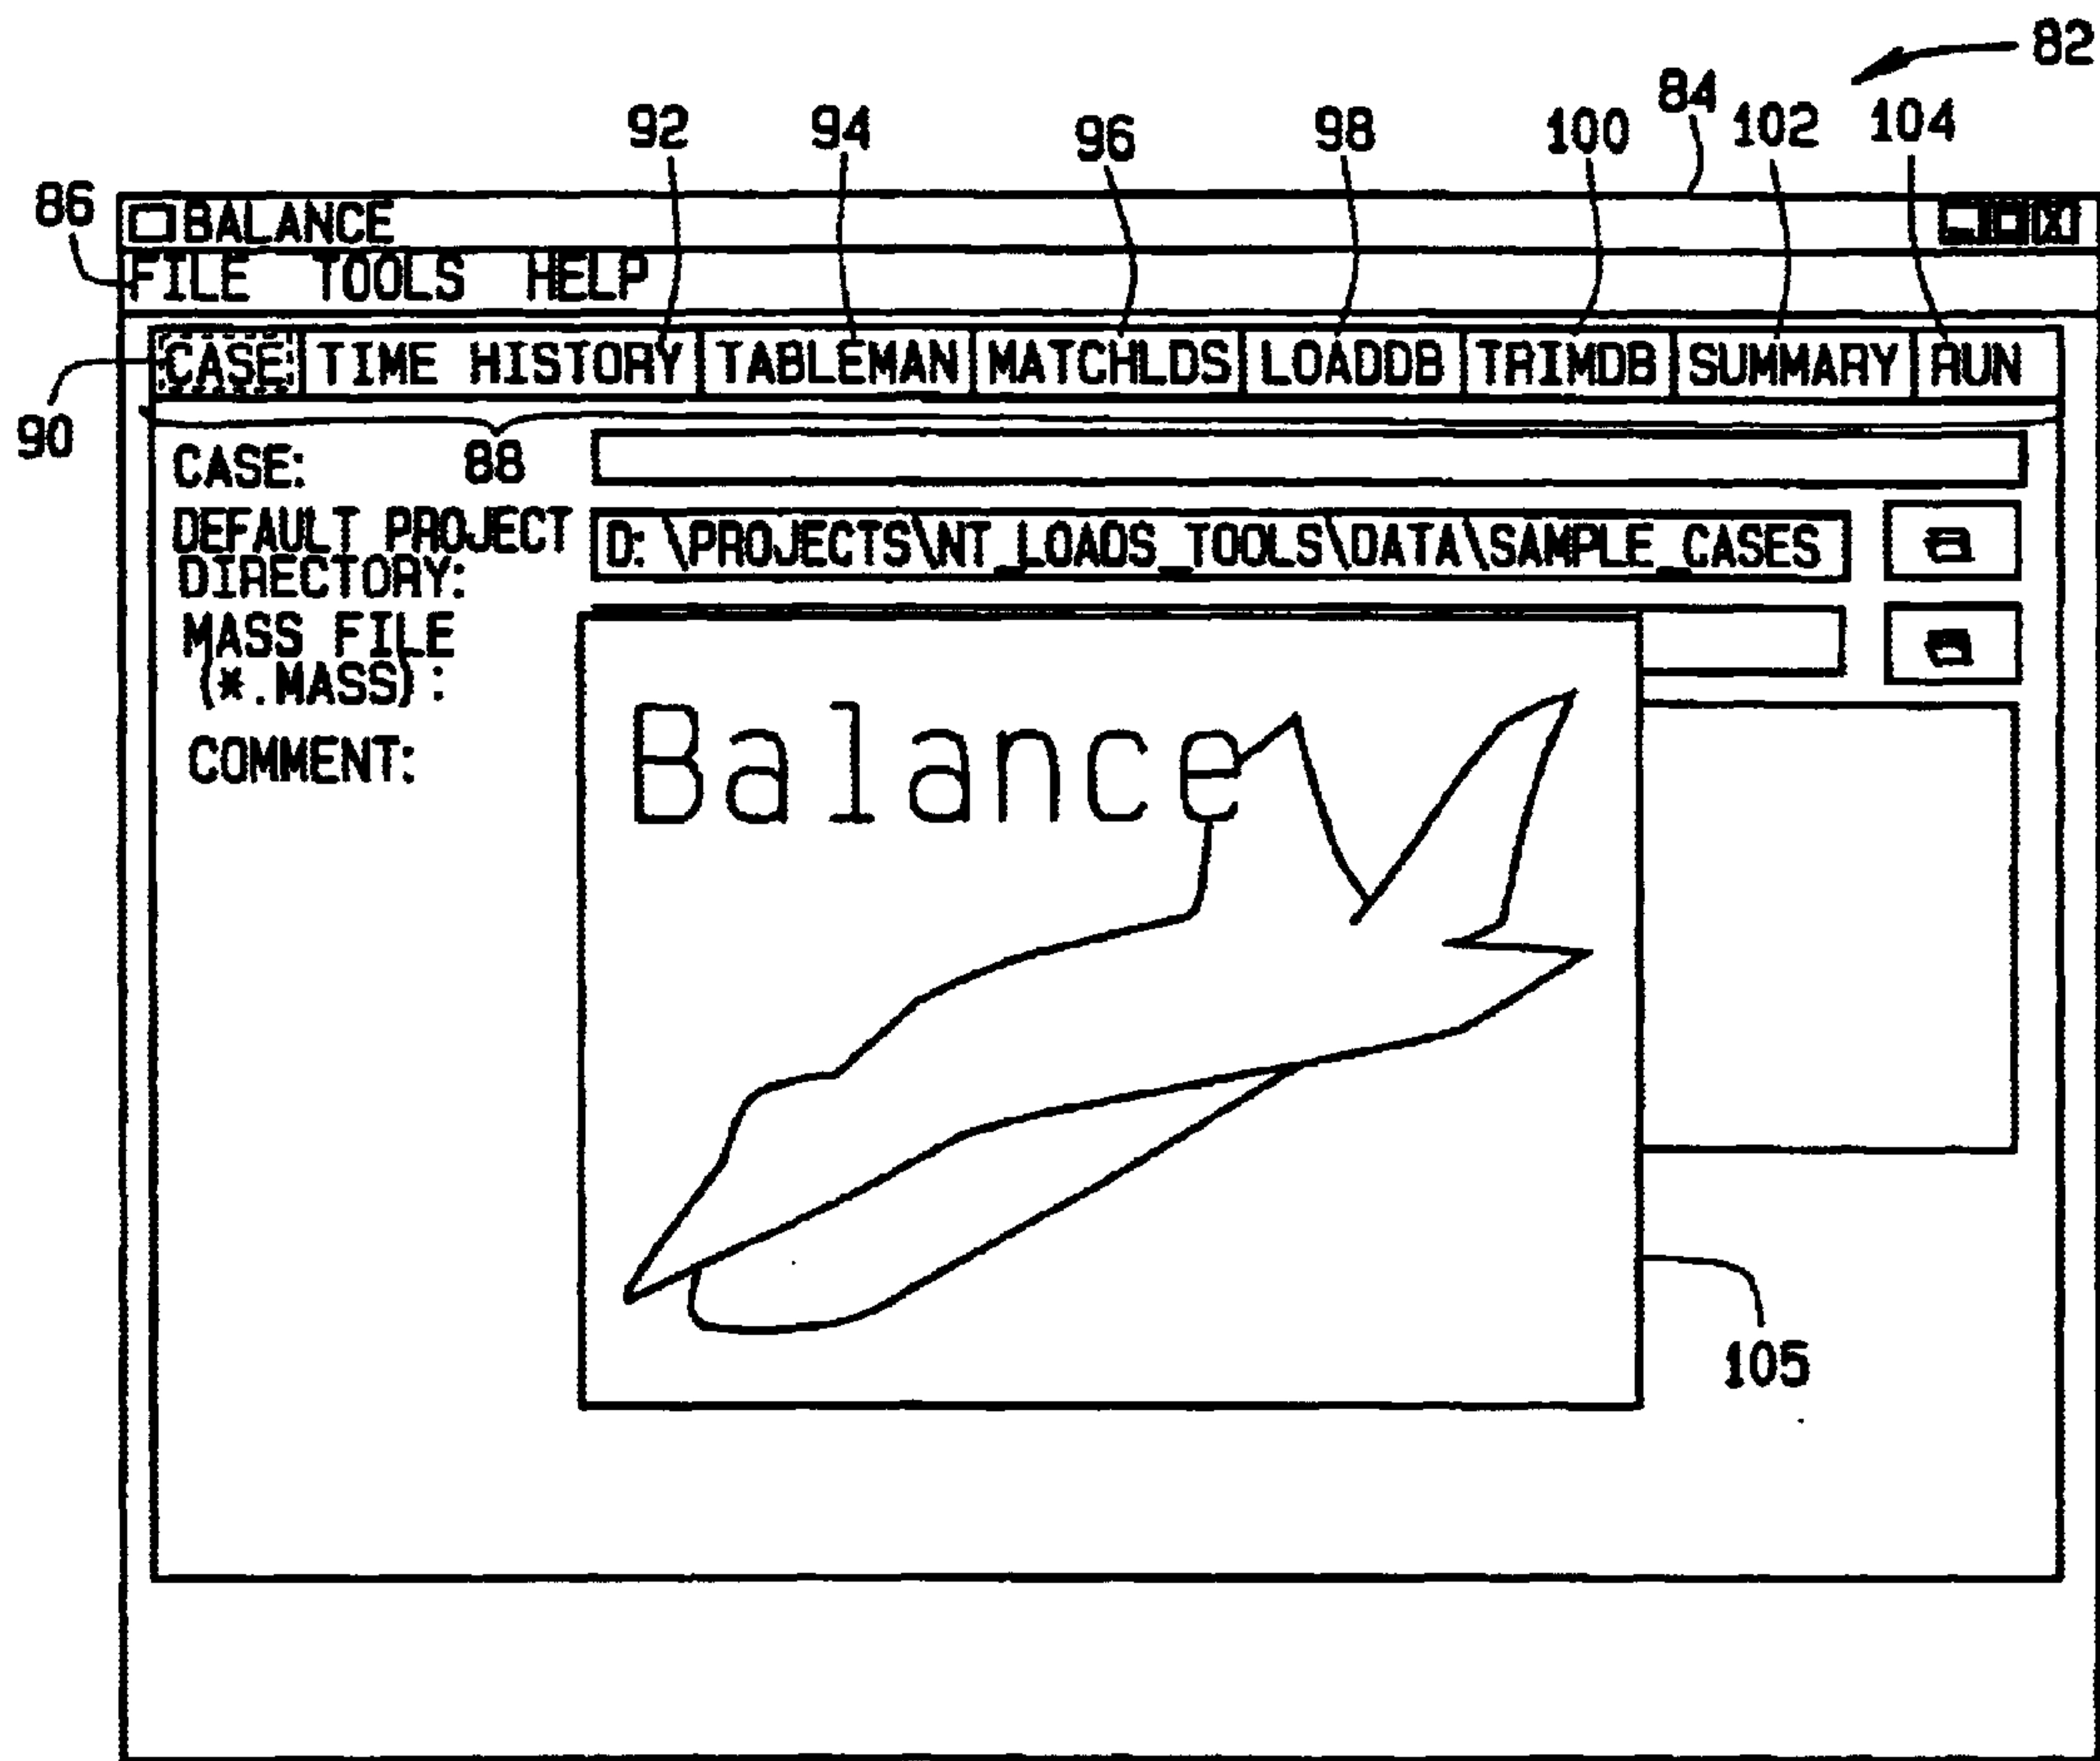 82
84
92 94 96 98 100 102 104
86
BALANCE
FILE TOOLS HELP
CASE TIME HISTORY TABLEMAN MATCHLDS LOADDB TRIMDB SUMMARY RUN
90
88
CASE:
DEFAULT PROJECT
DIRECTORY:
D:\PROJECTS\NT_LOADS_TOOLS\DATA\SAMPLE_CASES
MASS FILE
(*.MASS):
COMMENT:
Balance
105